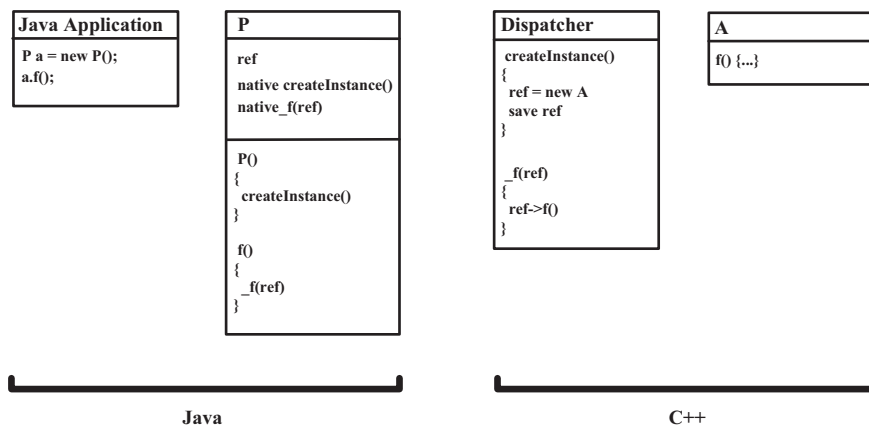 Java Application
P a = new P();
a.f();
P
ref
native createInstance()
native_f(ref)
P()
{
createInstance()
}
f()
{
_f(ref)
}
Dispatcher
createInstance()
{
ref = new A
save ref
}
_f(ref)
{
ref->f()
}
A
f() {...}
Java
C++